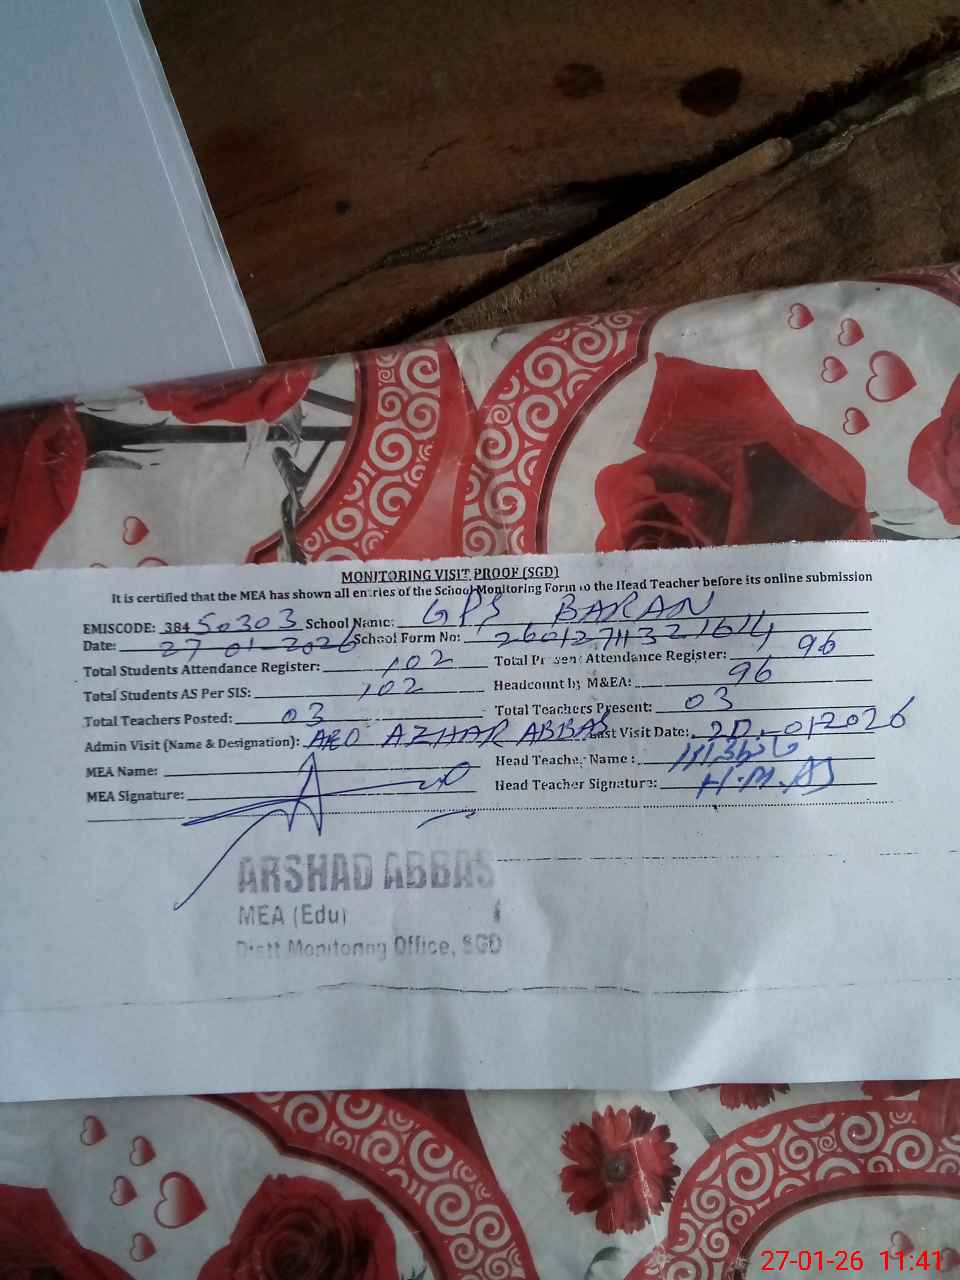 MONITORING VISIT PROOF (SGD)
It is certified that the MEA has shown all entries of the School Monitoring Form to the Head Teacher before its online submission
EMISCODE: 384 50303 School Name: GPS BARAN
Date: 27-01-2026 School Form No:
Total Students Attendance Register: 102 Total Present Attendance Register: 96
Total Students AS Per SIS: 102 Headcount by M&EA: 96
Total Teachers Posted: 03 Total Teachers Present: 03
Admin Visit (Name & Designation): AEO AZHAR ABBAS Last Visit Date: 20-01-2026
MEA Name: Head Teacher Name:
MEA Signature: Head Teacher Signature:
ARSHAD ABBAS
MEA (Edu)
Distt Monitoring Office, SGD
27-01-26 11:41